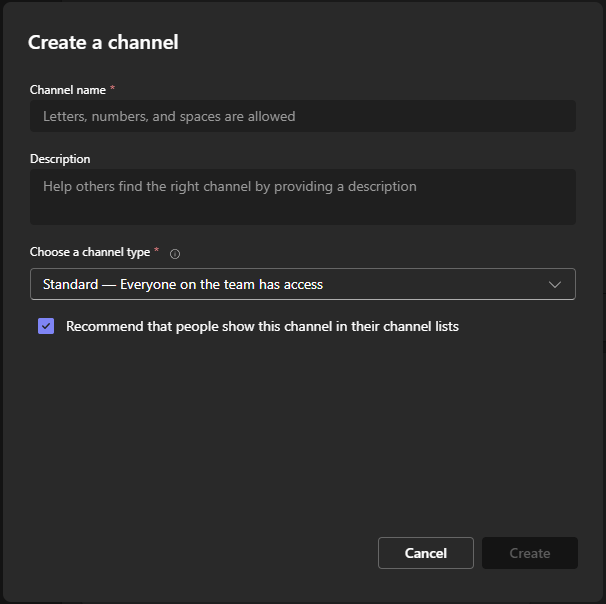 Create a channel
Channel name *
Letters, numbers, and spaces are allowed
Description
Help others find the right channel by providing a description
Choose a channel type *
Standard — Everyone on the team has access
Recommend that people show this channel in their channel lists
Cancel Create